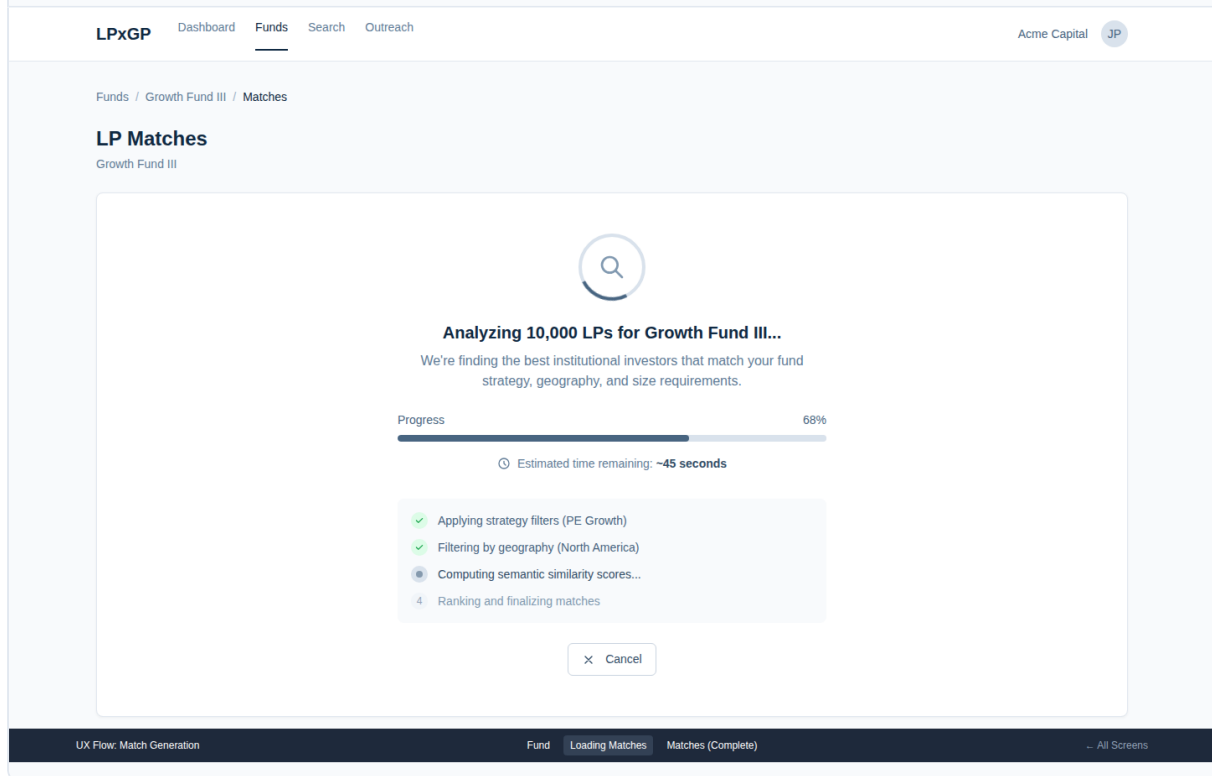 LPxGP
Dashboard Funds Search Outreach
Acme Capital JP
Funds / Growth Fund III / Matches
LP Matches
Growth Fund III
Analyzing 10,000 LPs for Growth Fund III...
We're finding the best institutional investors that match your fund
strategy, geography, and size requirements.
Progress 68%
Estimated time remaining: ~45 seconds
Applying strategy filters (PE Growth)
Filtering by geography (North America)
Computing semantic similarity scores...
4 Ranking and finalizing matches
Cancel
UX Flow: Match Generation Fund Loading Matches Matches (Complete) ← All Screens